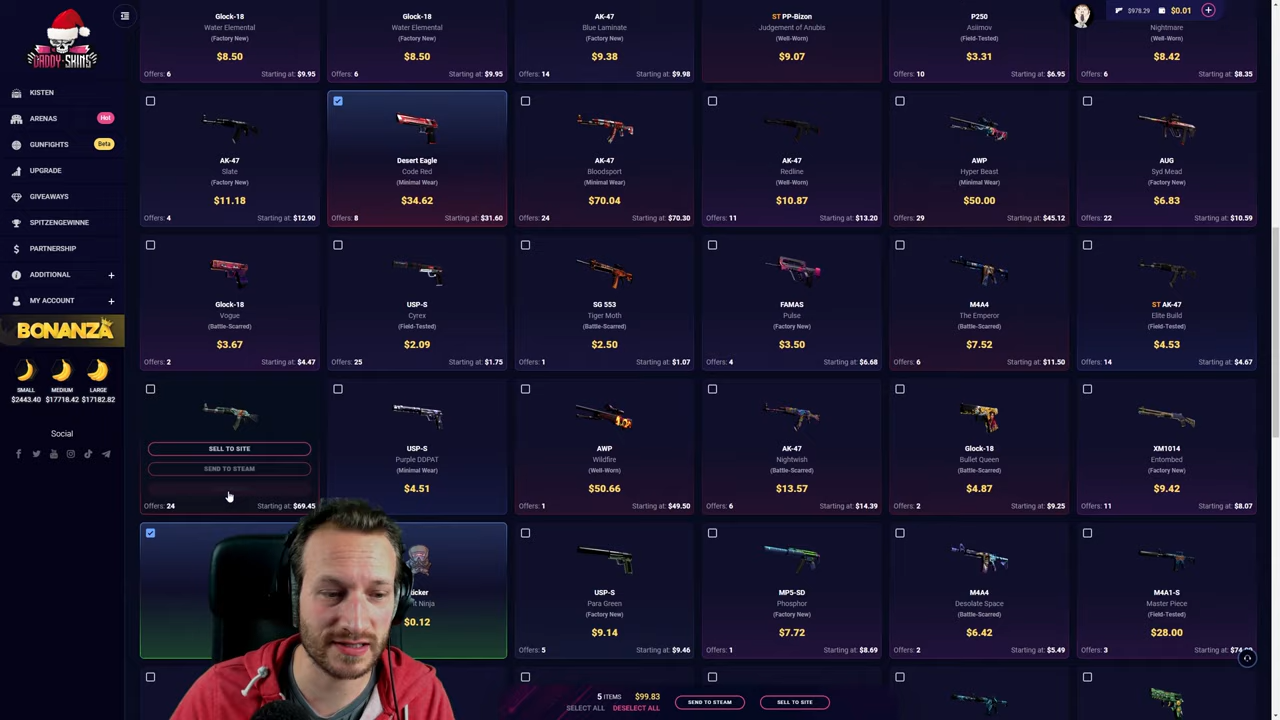 $978.29 $0.01
DADDY-SKINS
KISTEN
ARENAS Hot
GUNFIGHTS Beta
UPGRADE
GIVEAWAYS
SPITZENGEWINNE
PARTNERSHIP
ADDITIONAL
MY ACCOUNT
BONANZA
SMALL MEDIUM LARGE
$2443.40 $17718.42 $17182.82
Social
Glock-18 Glock-18 AK-47 ST PP-Bizon P250
Water Elemental Water Elemental Blue Laminate Judgement of Anubis Asiimov Nightmare
(Factory New) (Factory New) (Factory New) (Well-Worn) (Field-Tested) (Well-Worn)
$8.50 $8.50 $9.38 $9.07 $3.31 $8.42
Offers: 6 Starting at: $9.95 Offers: 6 Starting at: $9.95 Offers: 14 Starting at: $9.98 Offers: 10 Starting at: $6.95 Offers: 6 Starting at: $8.35
AK-47 Desert Eagle AK-47 AK-47 AWP AUG
Slate Code Red Bloodsport Redline Hyper Beast Syd Mead
(Factory New) (Minimal Wear) (Minimal Wear) (Well-Worn) (Minimal Wear) (Factory New)
$11.18 $34.62 $70.04 $10.87 $50.00 $6.83
Offers: 4 Starting at: $12.90 Offers: 8 Starting at: $31.60 Offers: 24 Starting at: $70.30 Offers: 11 Starting at: $13.20 Offers: 29 Starting at: $45.12 Offers: 22 Starting at: $10.59
Glock-18 USP-S SG 553 FAMAS M4A4 ST AK-47
Vogue Cyrex Tiger Moth Pulse The Emperor Elite Build
(Battle-Scarred) (Field-Tested) (Battle-Scarred) (Factory New) (Battle-Scarred) (Field-Tested)
$3.67 $2.09 $2.50 $3.50 $7.52 $4.53
Offers: 2 Starting at: $4.47 Offers: 25 Starting at: $1.75 Offers: 1 Starting at: $1.07 Offers: 4 Starting at: $6.68 Offers: 6 Starting at: $11.50 Offers: 14 Starting at: $4.67
SELL TO SITE USP-S AWP AK-47 Glock-18 XM1014
Purple DDPAT Wildfire Nightwish Bullet Queen Entombed
SEND TO STEAM (Minimal Wear) (Well-Worn) (Battle-Scarred) (Battle-Scarred) (Factory New)
$4.51 $50.66 $13.57 $4.87 $9.42
Offers: 24 Starting at: $69.45 Offers: 1 Starting at: $49.50 Offers: 6 Starting at: $14.39 Offers: 2 Starting at: $9.25 Offers: 11 Starting at: $8.07
USP-S MP5-SD M4A4 M4A1-S
Ninja Para Green Phosphor Desolate Space Master Piece
(Factory New) (Factory New) (Battle-Scarred) (Field-Tested)
$0.12 $9.14 $7.72 $6.42 $28.00
Offers: 5 Starting at: $9.46 Offers: 1 Starting at: $8.69 Offers: 2 Starting at: $5.49 Offers: 3 Starting at:
5 ITEMS $99.83
SELECT ALL DESELECT ALL
SEND TO STEAM SELL TO SITE